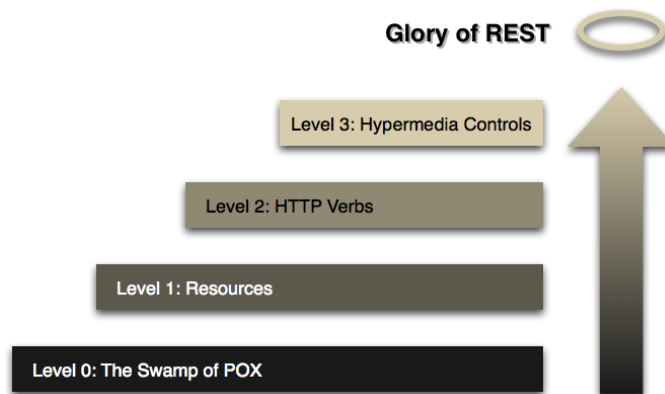 Glory of REST
Level 3: Hypermedia Controls
Level 2: HTTP Verbs
Level 1: Resources
Level 0: The Swamp of POX